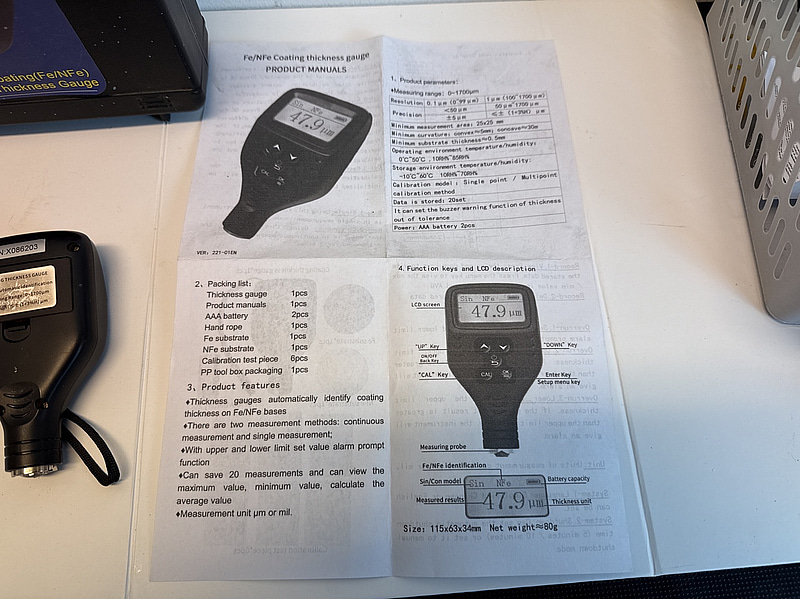 oating(Fe/NFe)
Thickness Gauge
N X086203
G THICKNESS GAUGE
Fe/NFe Coating thickness gauge
PRODUCT MANUALS
Sin NFe
47.9 μm
VER: 221-01EN
1、Product parameters:
♦Measuring range: 0~1700μm
Resolution 0.1μm (0~99μm) 1μm (100~1700μm)
Precision <50μm 50μm~1700μm
±5μm ≤±(1+3%H) μm
Minimum measurement area: 25x25 mm
Minimum curvature: convex≈5mm; concave≈30m
Minimum substrate thickness≈0.5mm
Operating environment temperature/humidity:
0℃~50℃ ,10RH%~85RH%
Storage environment temperature/humidity:
-10℃~60℃ 10RH%~70RH%
Calibration model: Single point / Multipoint
calibration method
Data is stored: 20set
It can set the buzzer warning function of thickness
out of tolerance
Power: AAA battery 2pcs
2、Packing list:
Thickness gauge 1pcs
Product manuals 1pcs
AAA battery 2pcs
Hand rope 1pcs
Fe substrate 1pcs
NFe substrate 1pcs
Calibration test piece 6pcs
PP tool box packaging 1pcs
3、Product features
♦Thickness gauges automatically identify coating
thickness on Fe/NFe bases
♦There are two measurement methods: continuous
measurement and single measurement;
♦With upper and lower limit set value alarm prompt
function
♦Can save 20 measurements and can view the
maximum value, minimum value, calculate the
average value
♦Measurement unit μm or mil.
4. Function keys and LCD description
LCD screen
Sin NFe
47.9 μm
"UP" Key
"DOWN" Key
ON/OFF
Back Key
"CAL" Key
CAL
Enter Key
Setup menu key
Measuring probe
Fe/NFe identification
Sin/Con model
Battery capacity
Sin NFe
47.9 μm
Measured results
Thickness unit
Size: 115x63x34mm Net weight≈80g